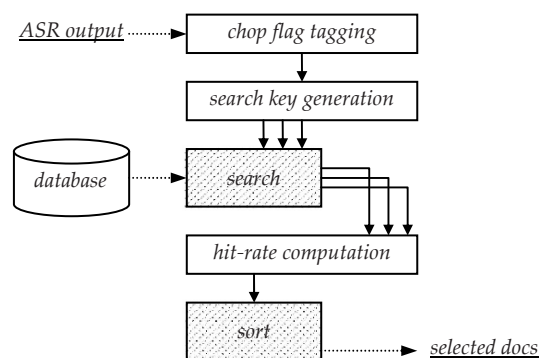 ASR output
chop flag tagging
search key generation
database
search
hit-rate computation
sort
selected docs